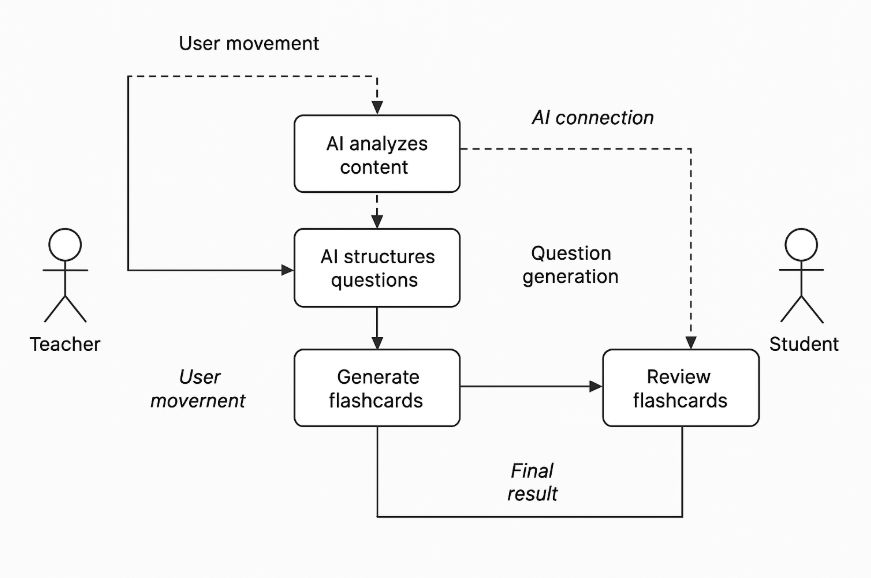 User movement
AI connection
AI analyzes
content
AI structures
questions
Question
generation
Teacher
Student
User
movernent
Generate
flashcards
Review
flashcards
Final
result